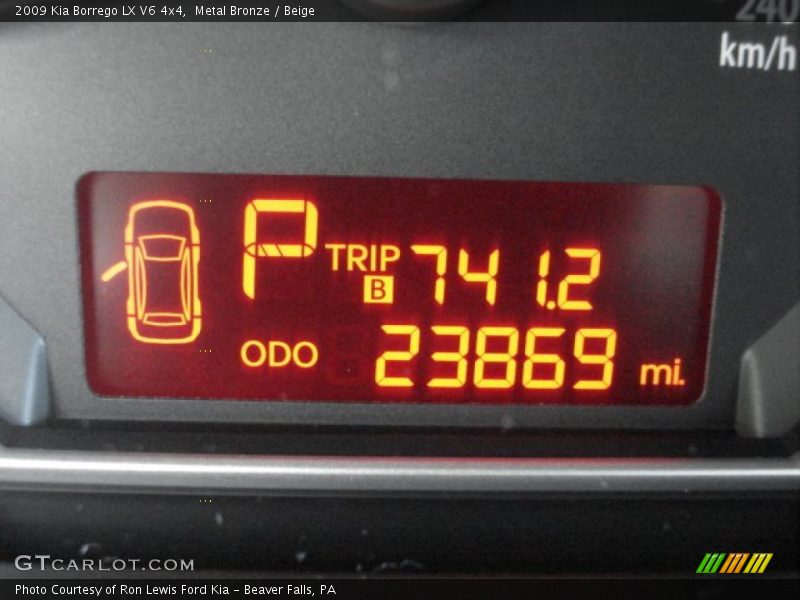 2009 Kia Borrego LX V6 4x4, Metal Bronze / Beige
240
km/h
P TRIP B 741.2
ODO 23869 mi.
GTCARLOT.COM
Photo Courtesy of Ron Lewis Ford Kia - Beaver Falls, PA